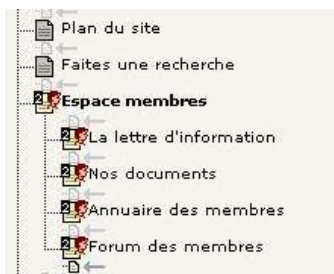 Plan du site
Faites une recherche
Espace membres
La lettre d'information
Nos documents
Annuaire des membres
Forum des membres